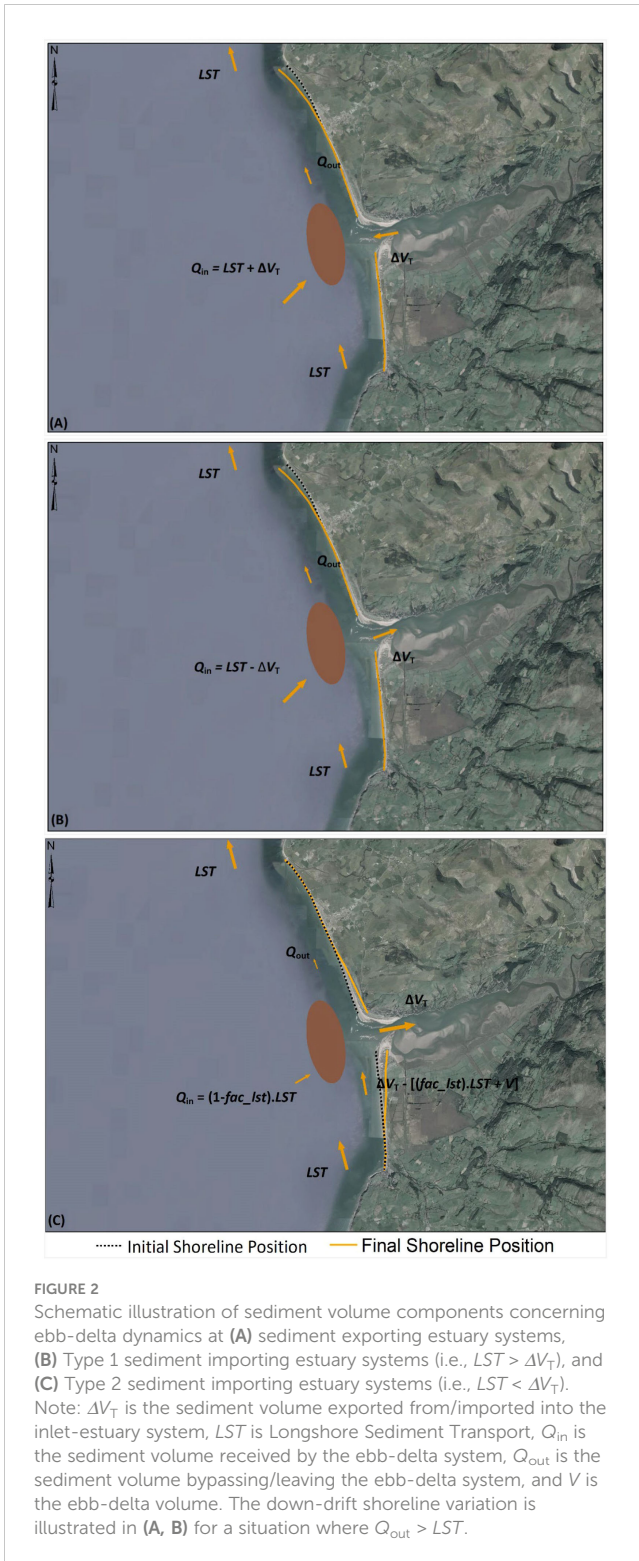 N
LST
Qout
ΔVT
Qin = LST + ΔVT
LST
(A)
N
LST
Qout
ΔVT
Qin = LST - ΔVT
LST
(B)
N
LST
Qout
ΔVT
ΔVT - [(fac_lst).LST + V]
Qin = (1-fac_lst).LST
LST
(C)
Initial Shoreline Position Final Shoreline Position
FIGURE 2
Schematic illustration of sediment volume components concerning
ebb-delta dynamics at (A) sediment exporting estuary systems,
(B) Type 1 sediment importing estuary systems (i.e., LST > ΔVT), and
(C) Type 2 sediment importing estuary systems (i.e., LST < ΔVT).
Note: ΔVT is the sediment volume exported from/imported into the
inlet-estuary system, LST is Longshore Sediment Transport, Qin is
the sediment volume received by the ebb-delta system, Qout is the
sediment volume bypassing/leaving the ebb-delta system, and V is
the ebb-delta volume. The down-drift shoreline variation is
illustrated in (A, B) for a situation where Qout > LST.